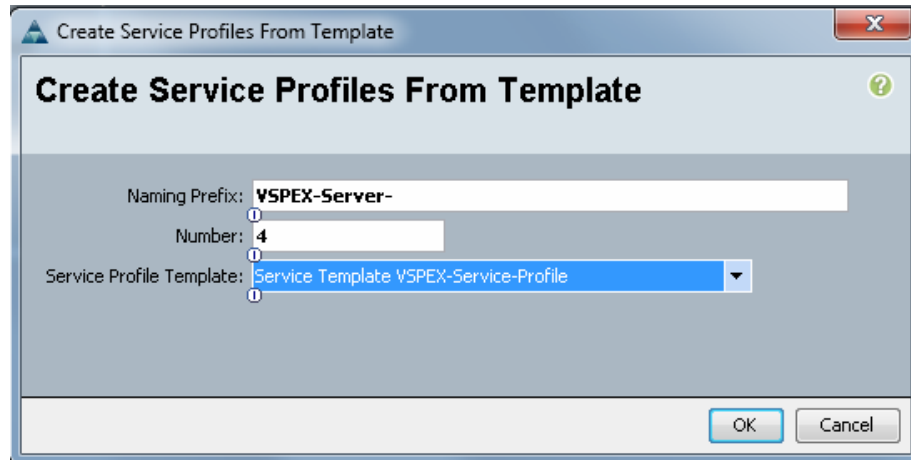 Create Service Profiles From Template
Create Service Profiles From Template
Naming Prefix: VSPEX-Server-
Number: 4
Service Profile Template: Service Template VSPEX-Service-Profile
OK Cancel